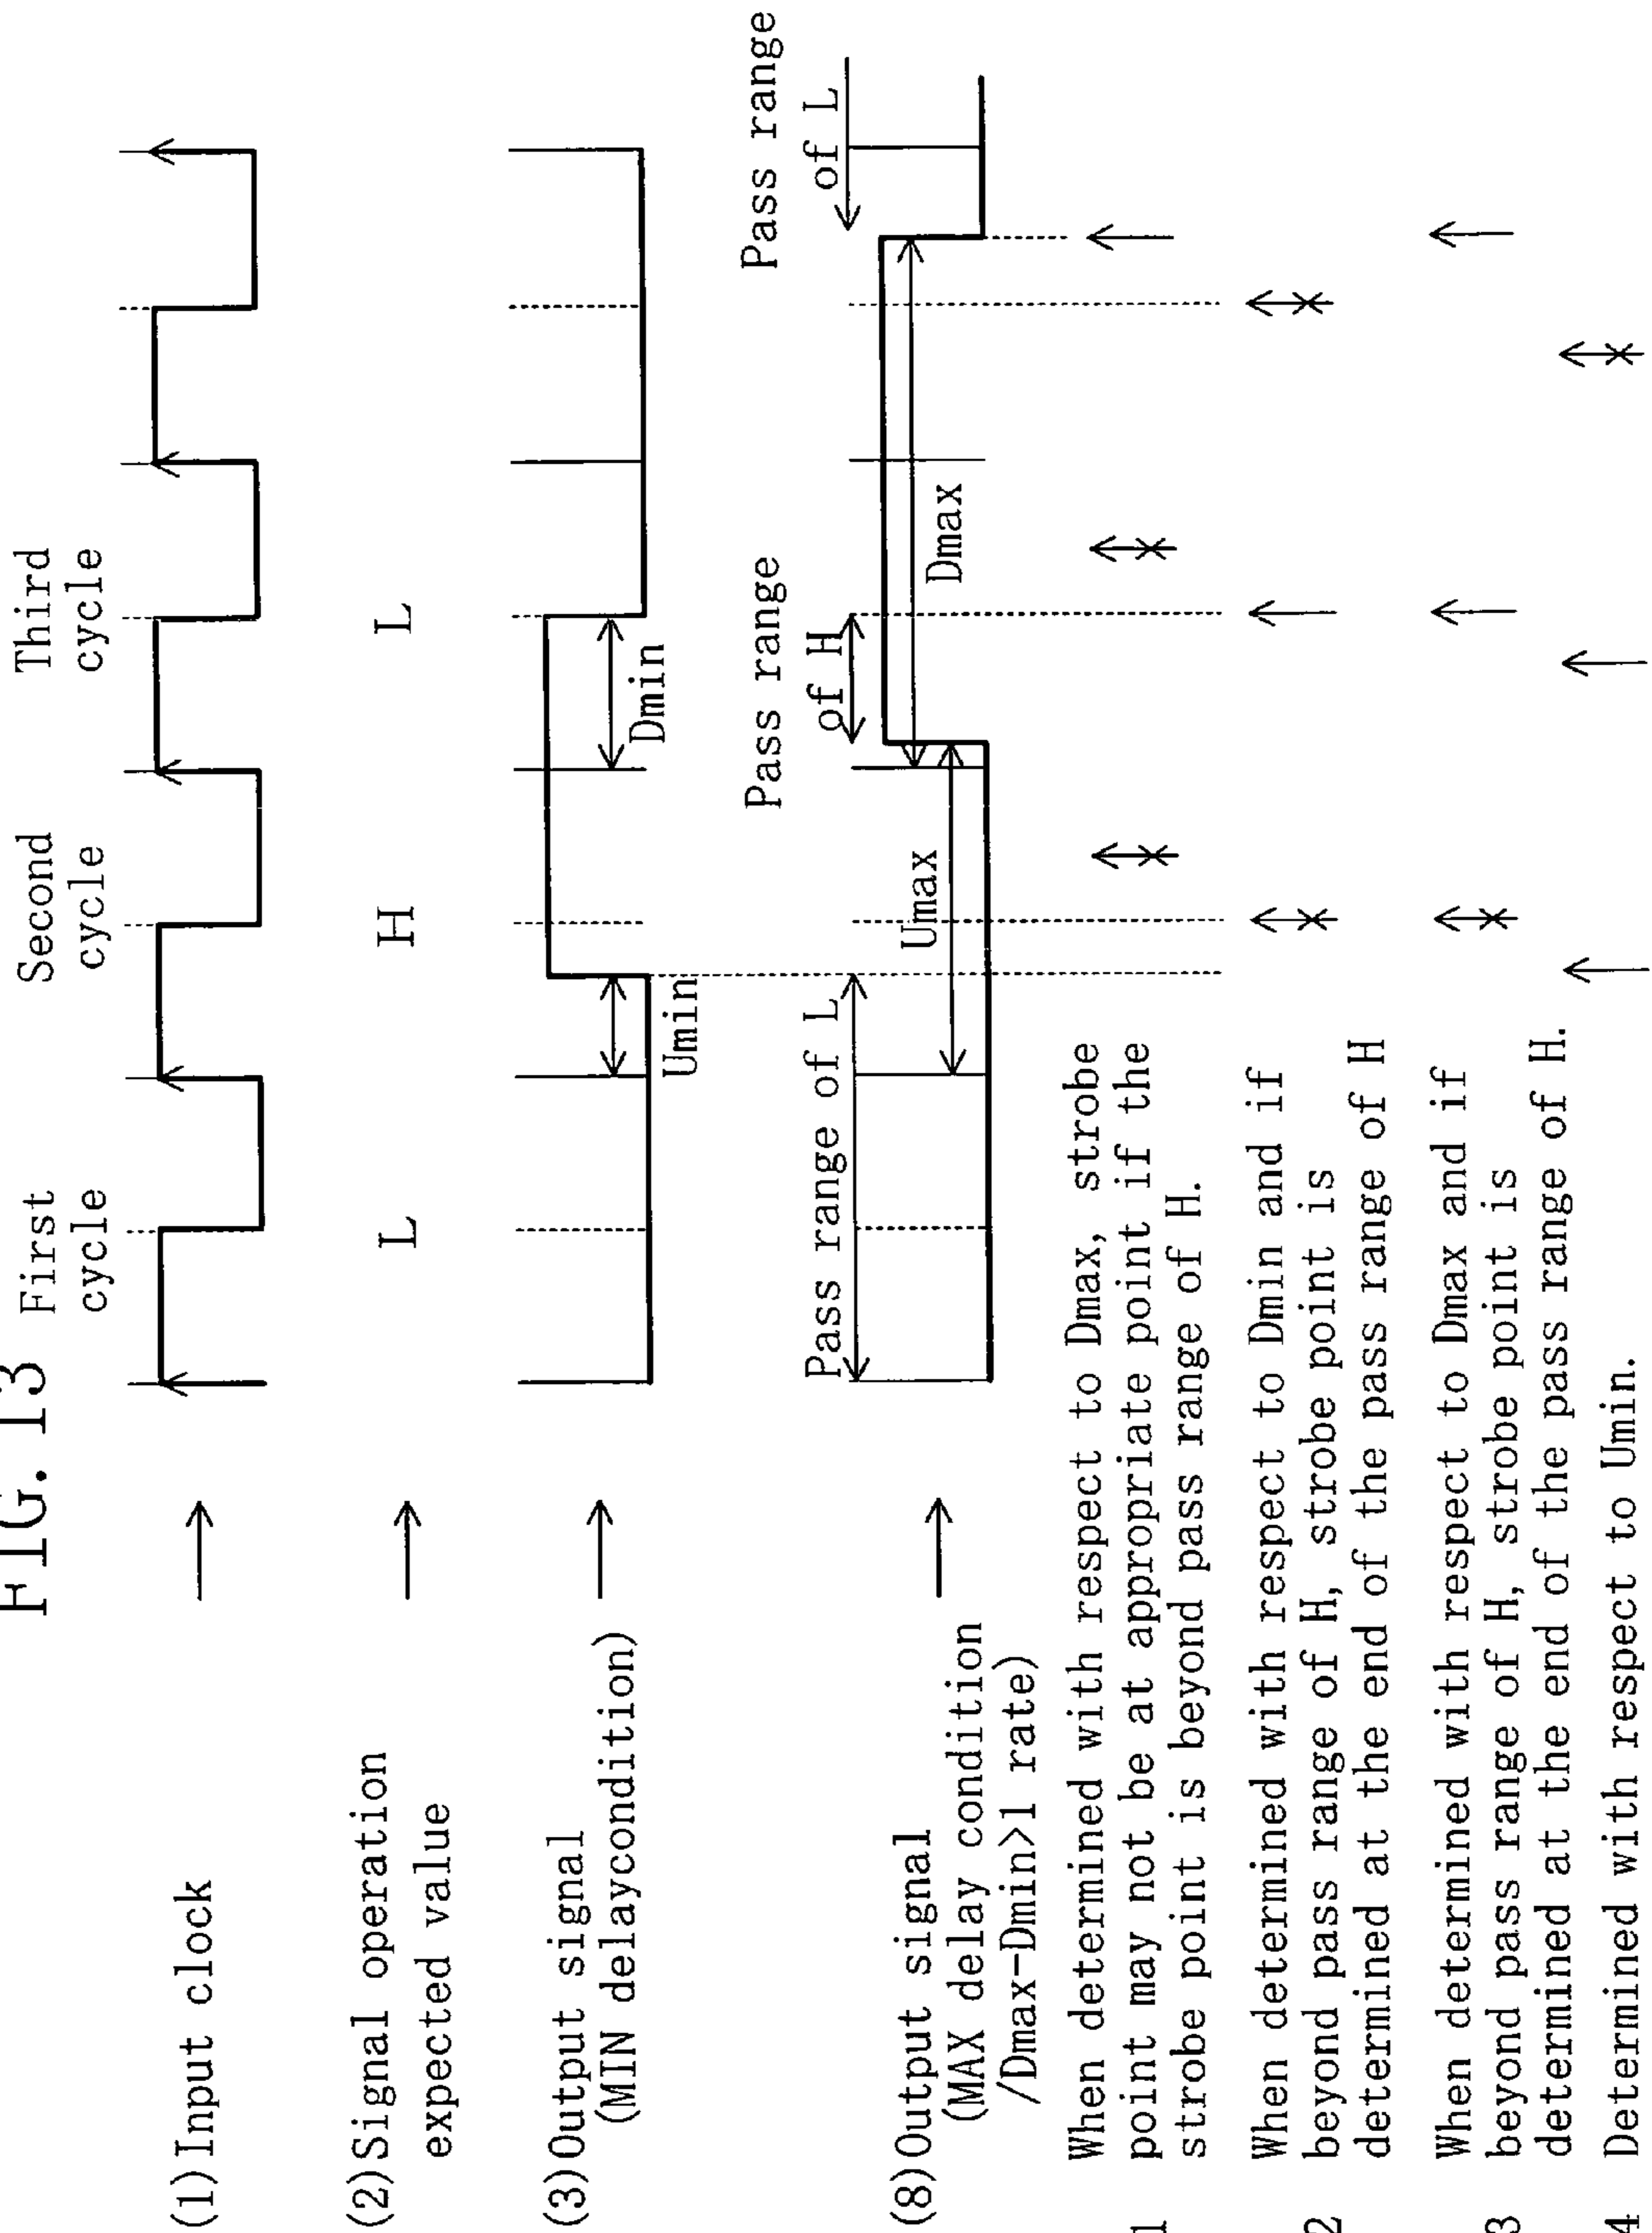 FIG. 13
First
cycle
Second
cycle
Third
cycle
(1)Input clock
(2)Signal operation
expected value
L
H
L
(3)Output signal
(MIN delaycondition)
Umin
Dmin
(8)Output signal
(MAX delay condition
/Dmax-Dmin>1 rate)
Pass range of L
Umax
Pass range
of H
Dmax
Pass range
of L
1 When determined with respect to Dmax, strobe
point may not be at appropriate point if the
strobe point is beyond pass range of H.
2 When determined with respect to Dmin and if
beyond pass range of H, strobe point is
determined at the end of the pass range of H
3 When determined with respect to Dmax and if
beyond pass range of H, strobe point is
determined at the end of the pass range of H.
4 Determined with respect to Umin.